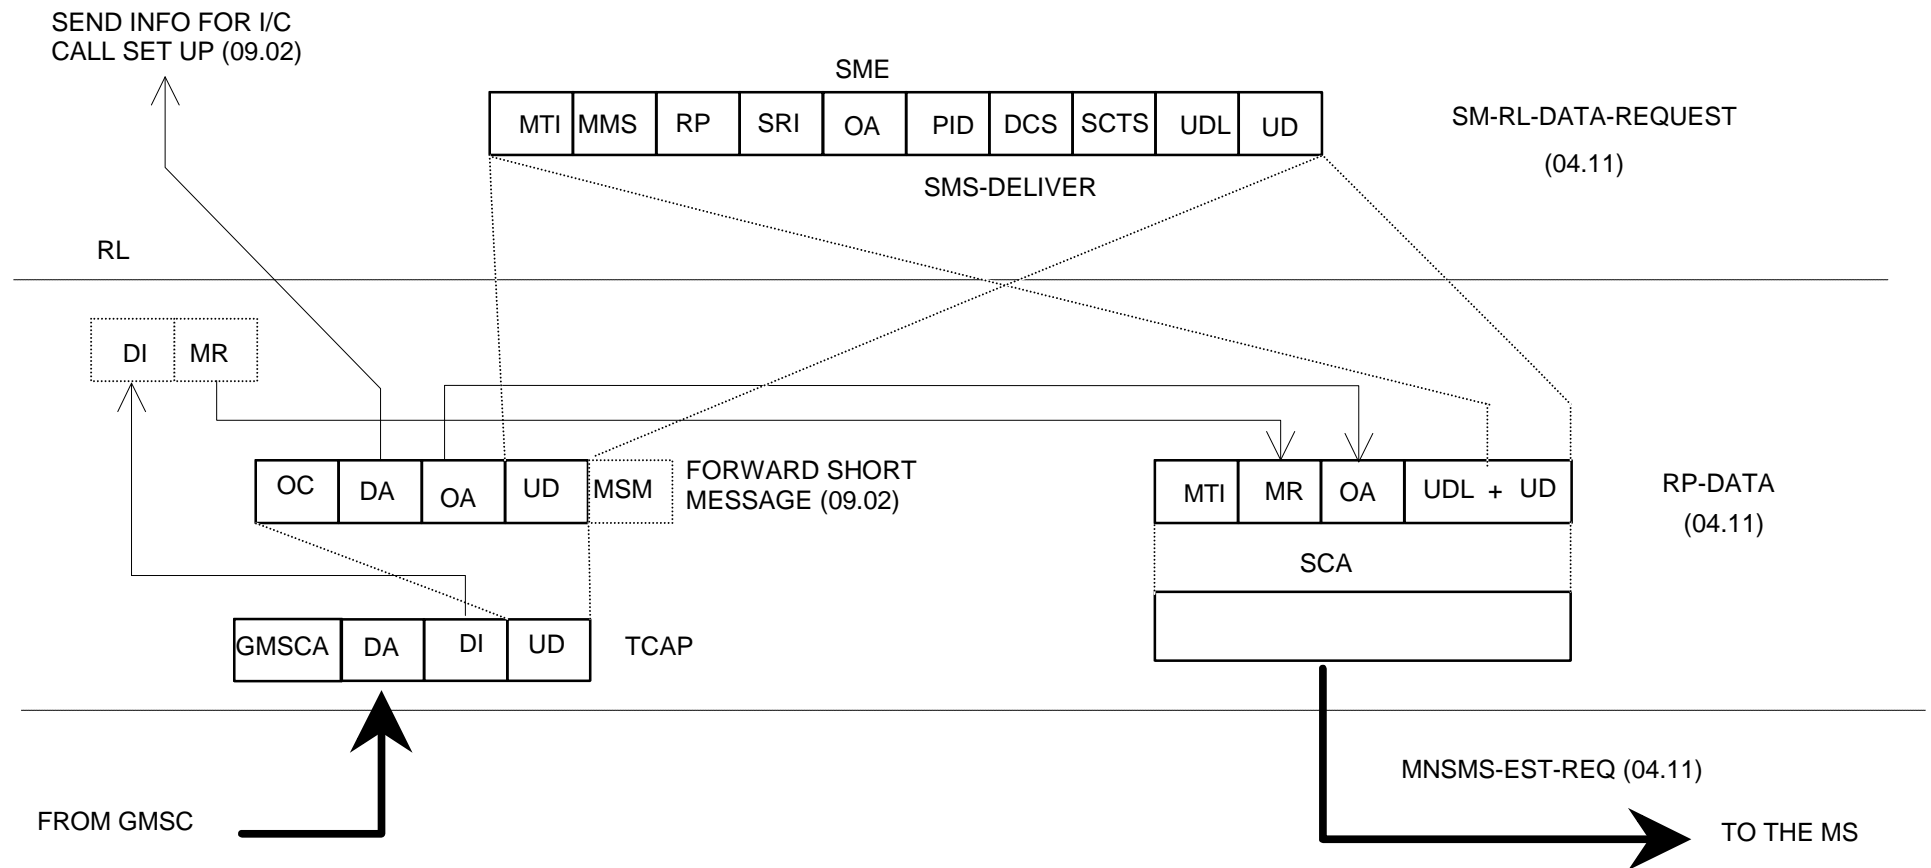 SEND INFO FOR I/C
CALL SET UP (09.02)
SME
MTI MMS RP SRI OA PID DCS SCTS UDL UD
SM-RL-DATA-REQUEST
(04.11)
SMS-DELIVER
RL
DI MR
OC DA OA UD MSM
FORWARD SHORT
MESSAGE (09.02)
MTI MR OA UDL + UD
RP-DATA
(04.11)
SCA
GMSCA DA DI UD TCAP
MNSMS-EST-REQ (04.11)
FROM GMSC
TO THE MS